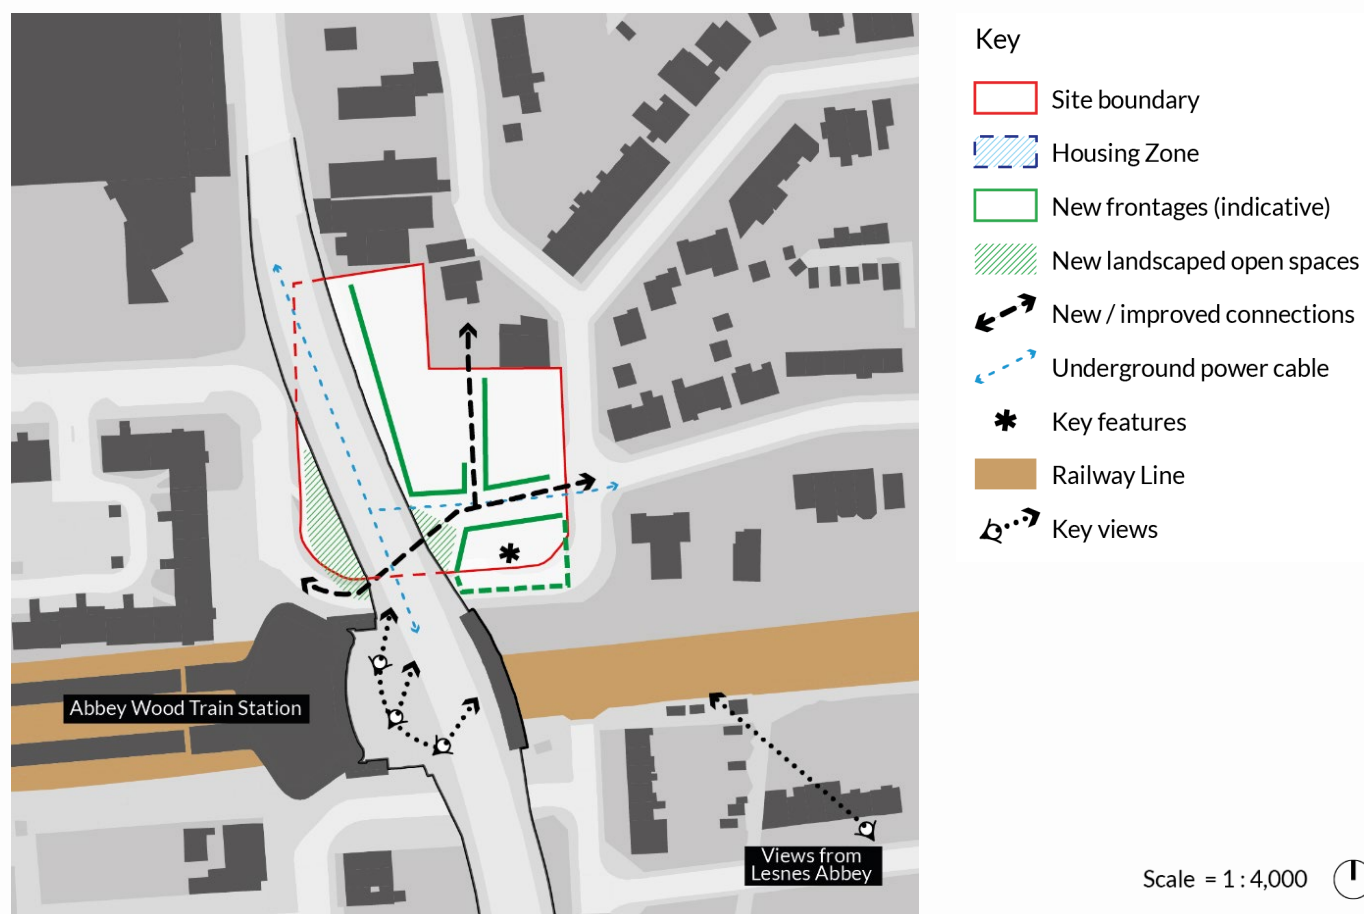 Key
Site boundary
Housing Zone
New frontages (indicative)
New landscaped open spaces
New / improved connections
Underground power cable
Key features
Railway Line
Key views
Abbey Wood Train Station
Views from
Lesnes Abbey
Scale = 1 : 4,000